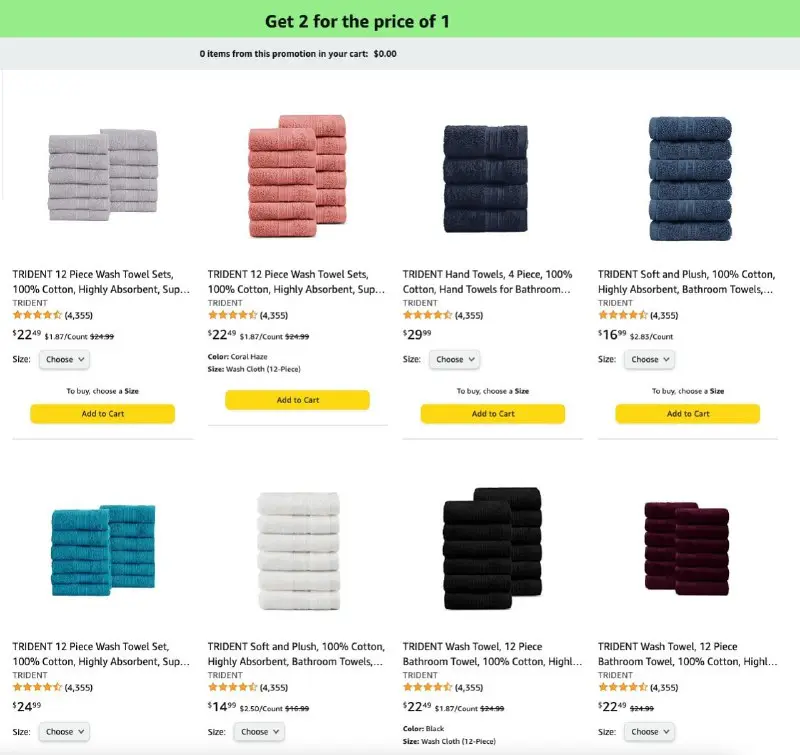 Get 2 for the price of 1
0 items from this promotion in your cart: $0.00
TRIDENT 12 Piece Wash Towel Sets,
100% Cotton, Highly Absorbent, Sup...
TRIDENT
(4,355)
$22.49 $1.87/Count $24.99
Size: Choose
To buy, choose a Size
Add to Cart
TRIDENT 12 Piece Wash Towel Sets,
100% Cotton, Highly Absorbent, Sup...
TRIDENT
(4,355)
$22.49 $1.87/Count $24.99
Color: Coral Haze
Size: Wash Cloth (12-Piece)
Add to Cart
TRIDENT Hand Towels, 4 Piece, 100%
Cotton, Hand Towels for Bathroom...
TRIDENT
(4,355)
$29.99
Size: Choose
To buy, choose a Size
Add to Cart
TRIDENT Soft and Plush, 100% Cotton,
Highly Absorbent, Bathroom Towels,...
TRIDENT
(4,355)
$16.99 $2.83/Count
Size: Choose
To buy, choose a Size
Add to Cart
TRIDENT 12 Piece Wash Towel Set,
100% Cotton, Highly Absorbent, Sup...
TRIDENT
(4,355)
$24.99
Size: Choose
TRIDENT Soft and Plush, 100% Cotton,
Highly Absorbent, Bathroom Towels,...
TRIDENT
(4,355)
$14.99 $2.50/Count $16.99
Size: Choose
TRIDENT Wash Towel, 12 Piece
Bathroom Towel, 100% Cotton, Highl...
TRIDENT
(4,355)
$22.49 $1.87/Count $24.99
Color: Black
Size: Wash Cloth (12-Piece)
TRIDENT Wash Towel, 12 Piece
Bathroom Towel, 100% Cotton, Highl...
TRIDENT
(4,355)
$22.49 $24.99
Size: Choose